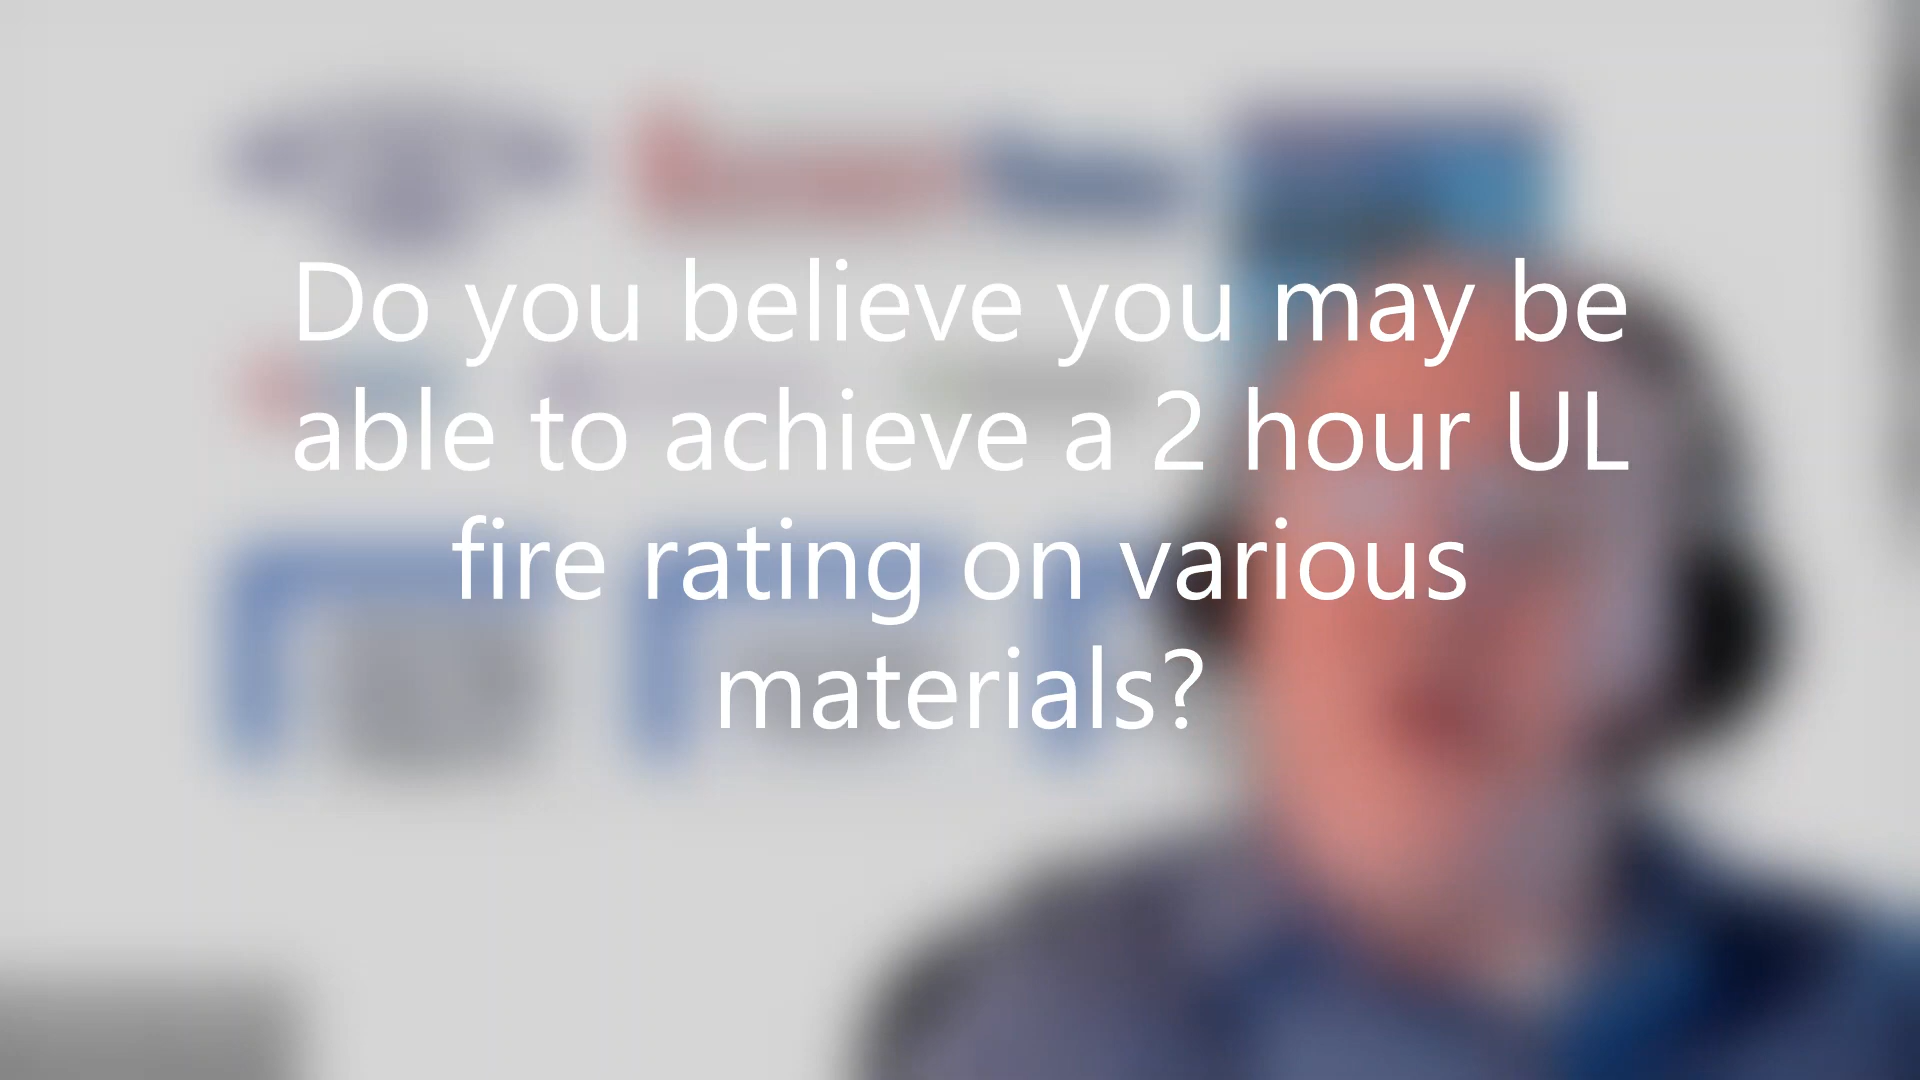 Do you believe you may be
able to achieve a 2 hour UL
fire rating on various
materials?